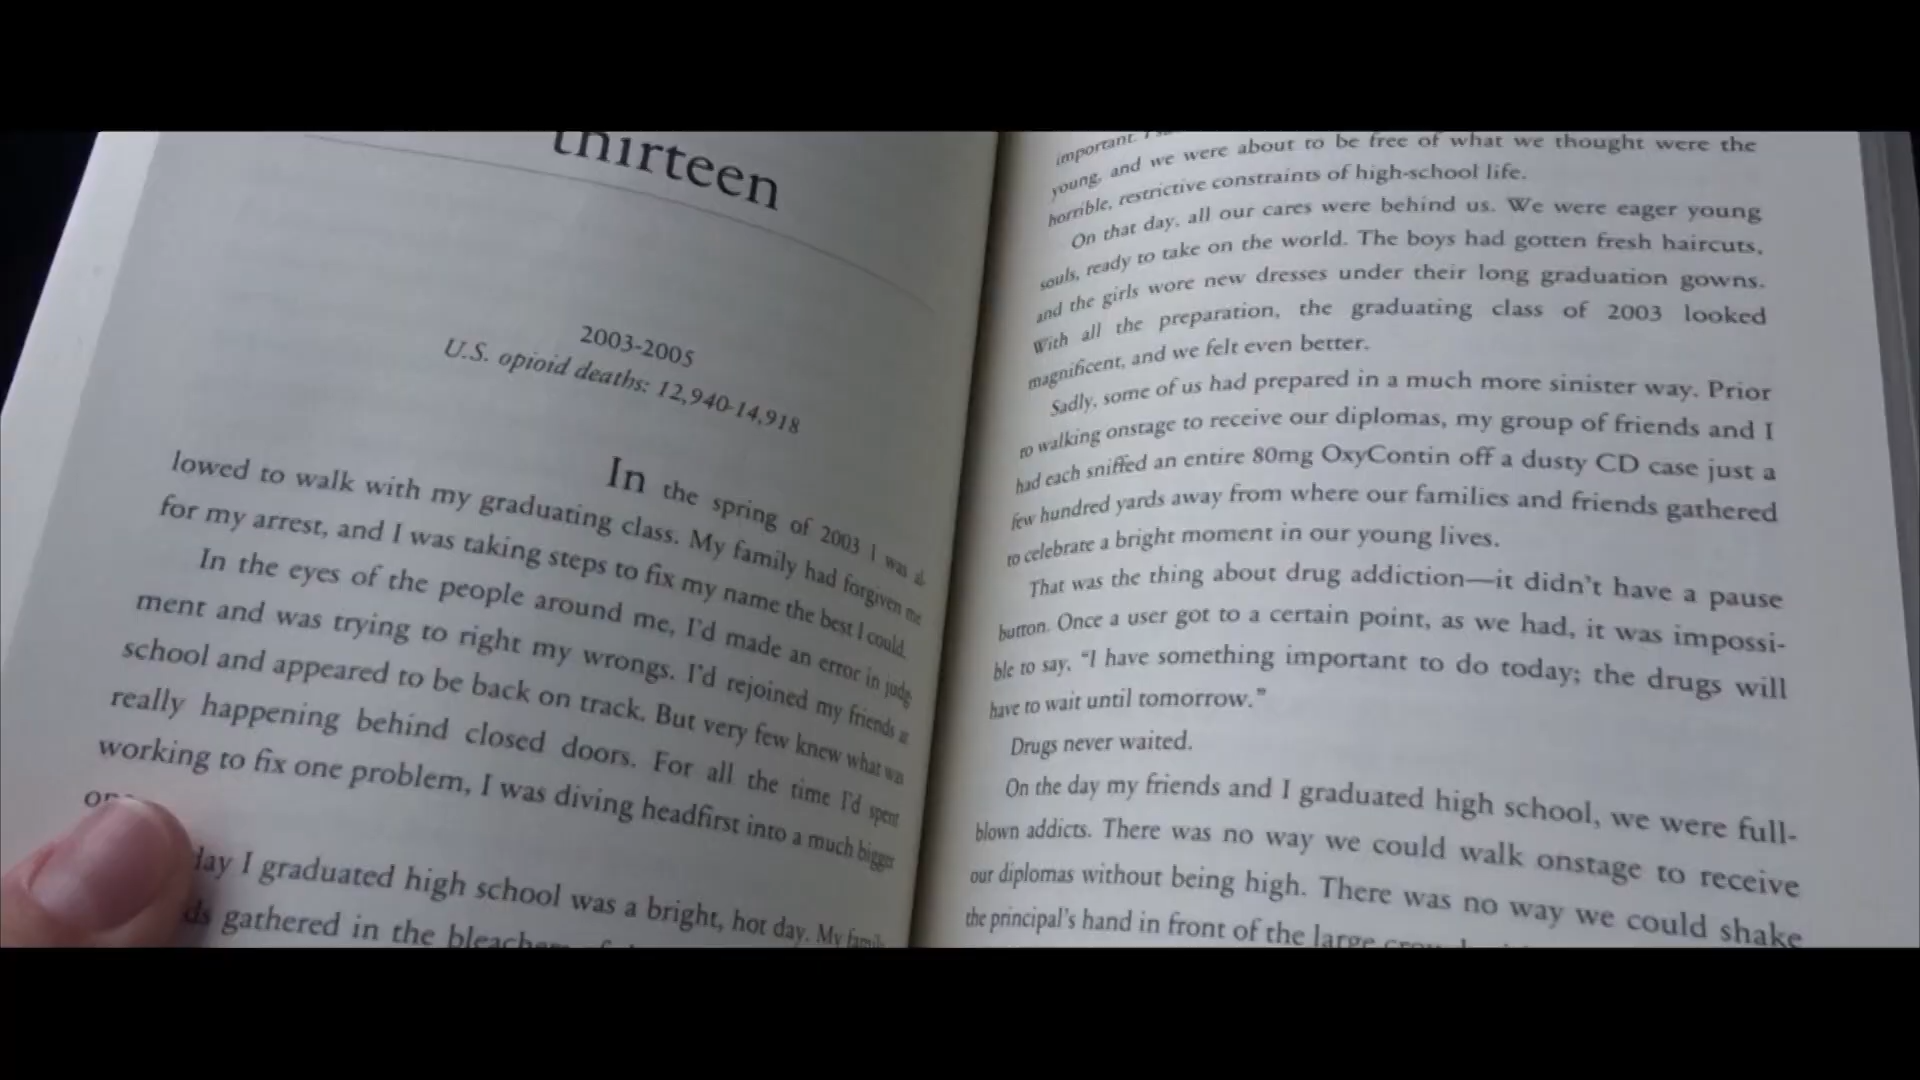 thirteen
2003-2005
U.S. opioid deaths: 12,940-14,918
In the spring of 2003 I was al-
lowed to walk with my graduating class. My family had forgiven me
for my arrest, and I was taking steps to fix my name the best I could.
In the eyes of the people around me, I'd made an error in judg
ment and was trying to right my wrongs. I'd rejoined my friends at
school and appeared to be back on track. But very few knew what was
really happening behind closed doors. For all the time I'd spent
working to fix one problem, I was diving headfirst into a much bigger
day I graduated high school was a bright, hot day. My family
gathered in the
important. I
young, and we were about to be free of what we thought were the
horrible, restrictive constraints of high-school life.
On that day, all our cares were behind us. We were eager young
souls, ready to take on the world. The boys had gotten fresh haircuts,
and the girls wore new dresses under their long graduation gowns.
With all the preparation, the graduating class of 2003 looked
magnificent, and we felt even better.
Sadly, some of us had prepared in a much more sinister way. Prior
to walking onstage to receive our diplomas, my group of friends and I
had each sniffed an entire 80mg OxyContin off a dusty CD case just a
few hundred yards away from where our families and friends gathered
to celebrate a bright moment in our young lives.
That was the thing about drug addiction—it didn't have a pause
button. Once a user got to a certain point, as we had, it was impossi-
ble to say, "I have something important to do today; the drugs will
have to wait until tomorrow."
Drugs never waited.
On the day my friends and I graduated high school, we were full-
blown addicts. There was no way we could walk onstage to receive
our diplomas without being high. There was no way we could shake
the principal's hand in front of the large